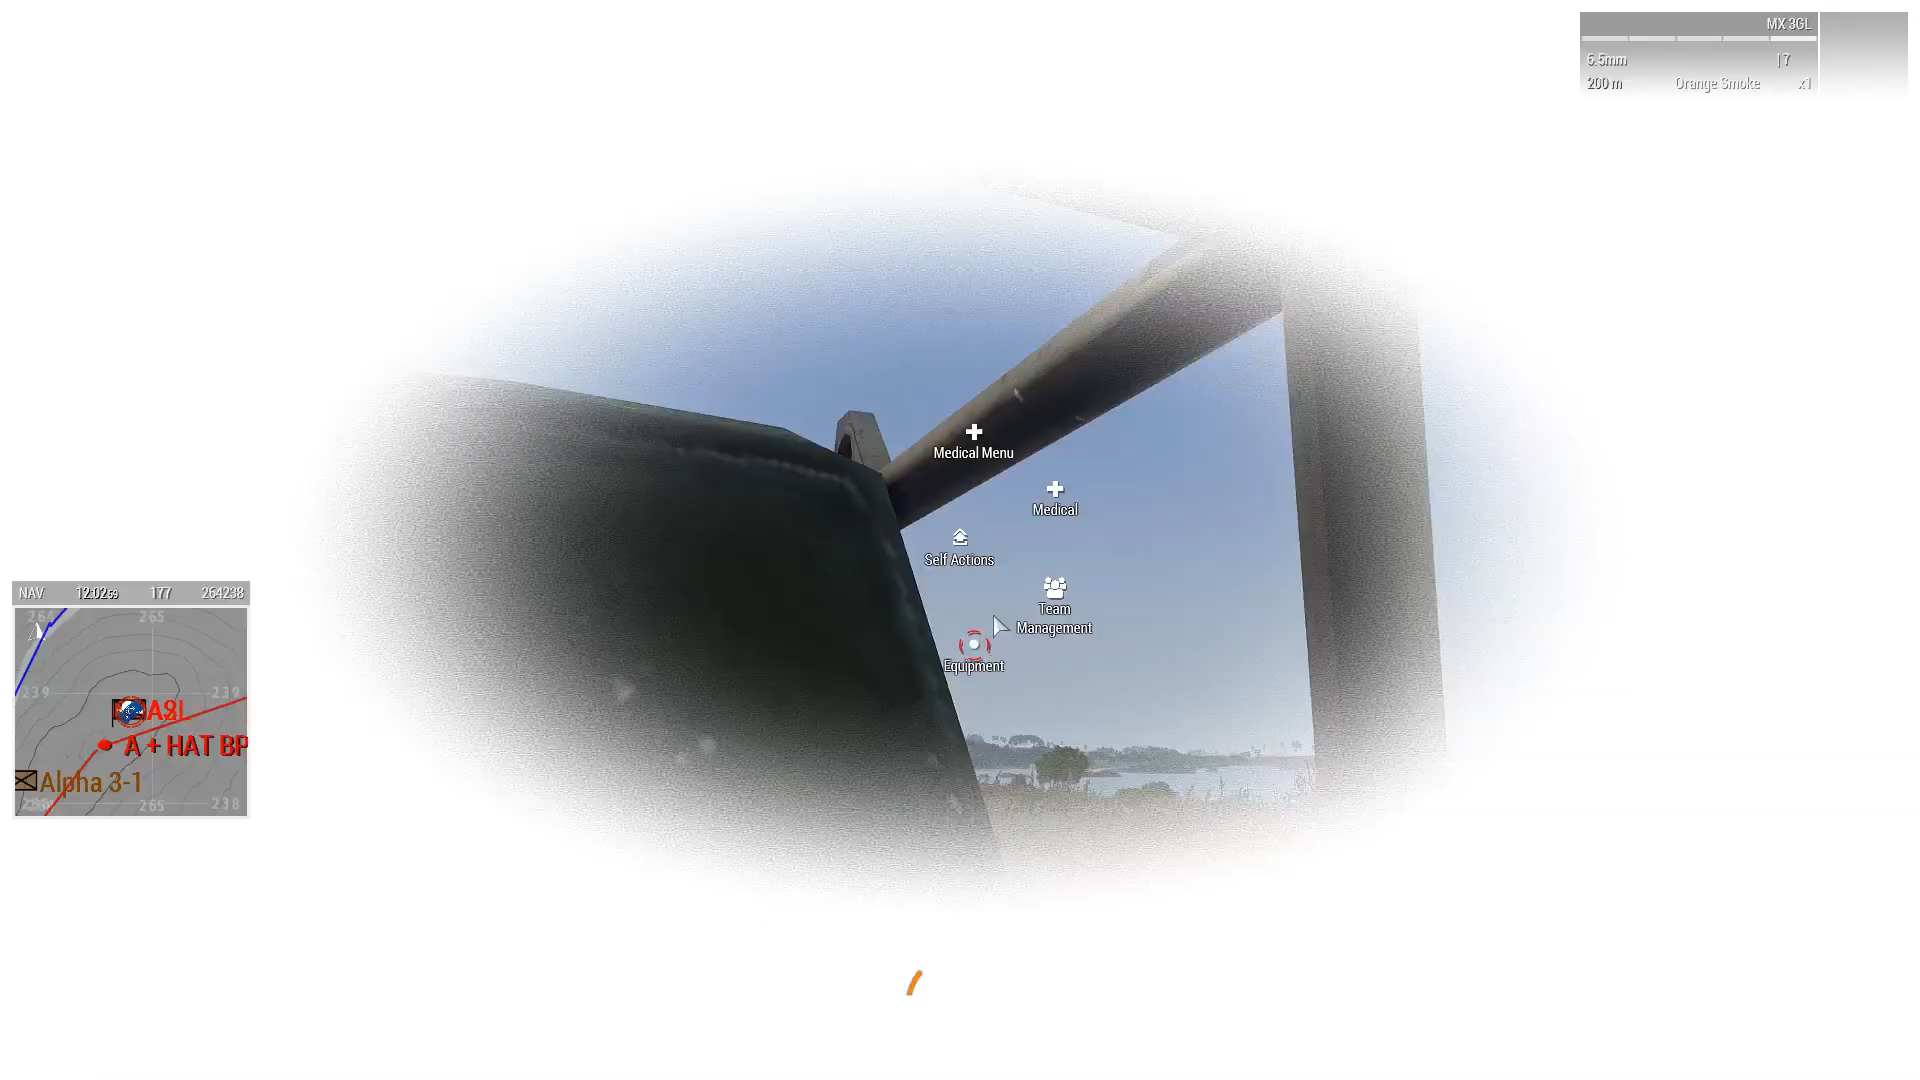 MX 3GL
6.5mm |7
200 m Orange Smoke x1
Medical Menu
Medical
Self Actions
Team
Management
Equipment
NAV 12:02 177 264238
264 265
239 239
A + HAT BP
Alpha 3-1
265 238